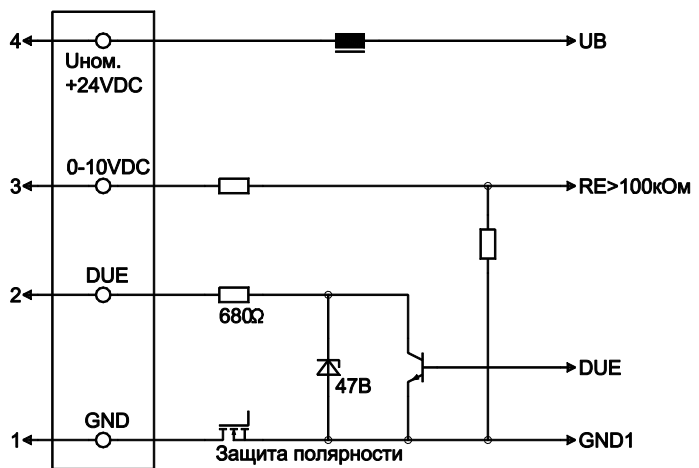 4
Uном.
+24VDC
UB
0-10VDC
3
RE>100кОм
DUE
2
680Ω
47В
DUE
GND
1
GND1
Защита полярности